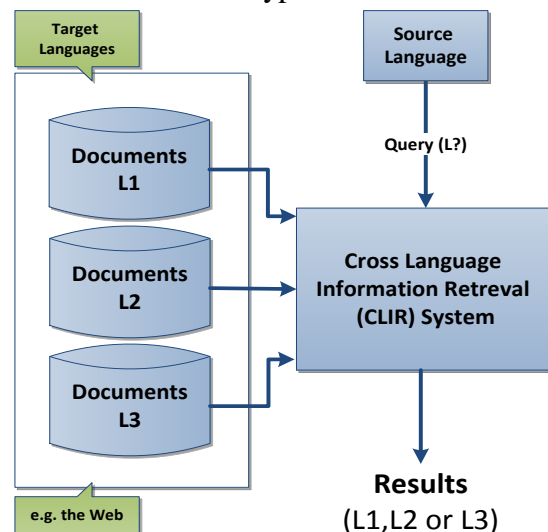 Target
Languages
Source
Language
Query (L?)
Documents
L1
Documents
L2
Documents
L3
Cross Language
Information Retreval
(CLIR) System
e.g. the Web
Results
(L1,L2 or L3)